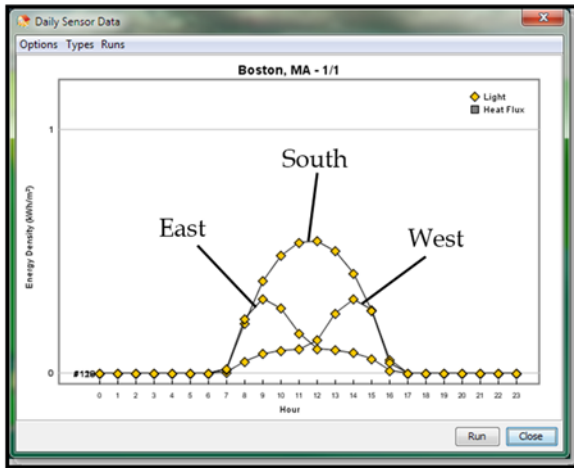 Daily Sensor Data
Options Types Runs
Boston, MA - 1/1
Light
Heat Flux
1
South
East
West
Energy Density (kWh/m²)
0
0 1 2 3 4 5 6 7 8 9 10 11 12 13 14 15 16 17 18 19 20 21 22 23
Hour
Run Close